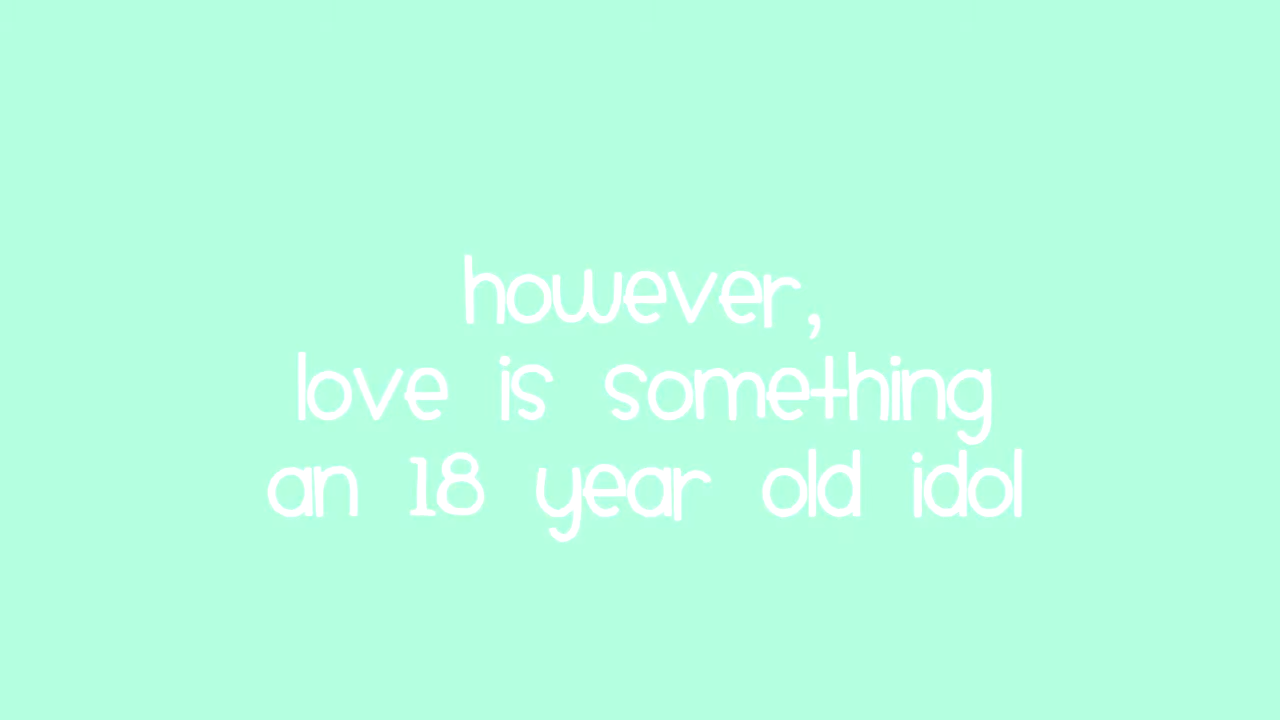 however,
love is something
an 18 year old idol